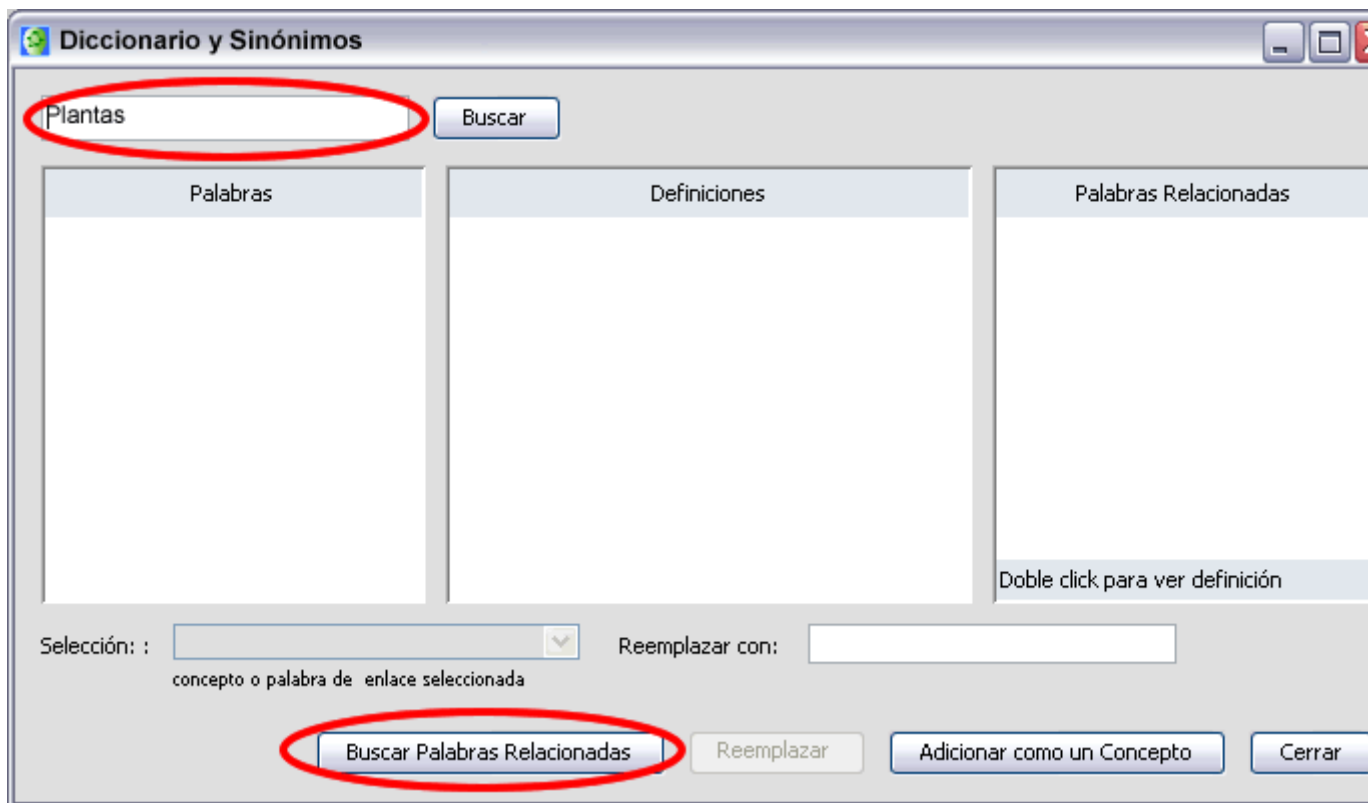 Diccionario y Sinónimos
Plantas
Buscar
Palabras
Definiciones
Palabras Relacionadas
Doble click para ver definición
Selección: :
Reemplazar con:
concepto o palabra de enlace seleccionada
Buscar Palabras Relacionadas
Reemplazar
Adicionar como un Concepto
Cerrar